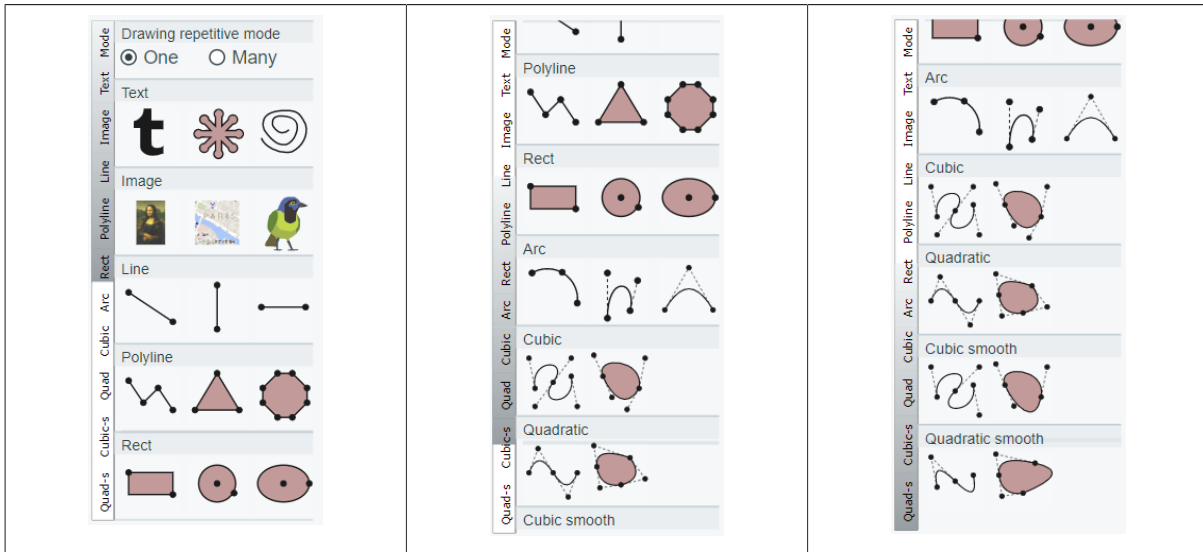 Drawing repetitive mode
One Many
Text
t
Image
PARIS
Line
Polyline
Rect
Mode
Text
Image
Line
Polyline
Rect
Arc
Cubic
Quad
Cubic-s
Quad-s
Polyline
Rect
Arc
Cubic
Quadratic
Cubic smooth
Mode
Text
Image
Line
Polyline
Rect
Arc
Cubic
Quad
Cubic-s
Quad-s
Arc
Cubic
Quadratic
Cubic smooth
Quadratic smooth
Mode
Text
Image
Line
Polyline
Rect
Arc
Cubic
Quad
Cubic-s
Quad-s